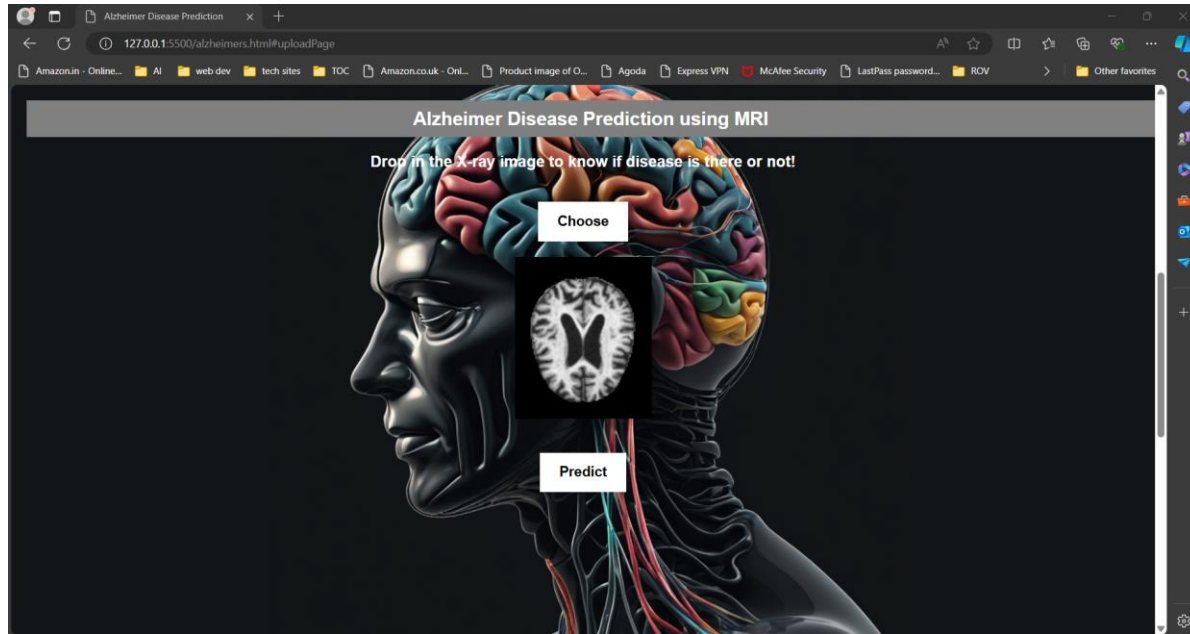 Alzheimer Disease Prediction
127.0.0.1:5500/alzheimers.html#uploadPage
Amazon.in - Online... AI web dev tech sites TOC Amazon.co.uk - Onl... Product image of O... Agoda Express VPN McAfee Security LastPass password... ROV Other favorites
Alzheimer Disease Prediction using MRI
Drop in the X-ray image to know if disease is there or not!
Choose
Predict